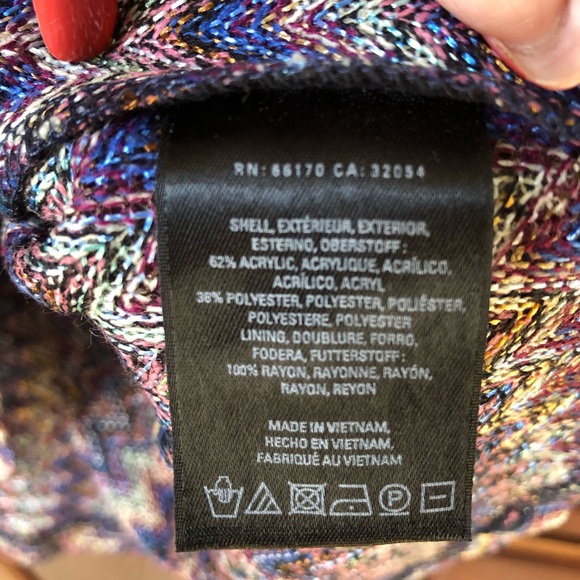 RN: 66170 CA: 32054
SHELL, EXTÉRIEUR, EXTERIOR,
ESTERNO, OBERSTOFF:
62% ACRYLIC, ACRYLIQUE, ACRÍLICO,
ACRÍLICO, ACRYL
38% POLYESTER, POLYESTER, POLIÉSTER,
POLYESTERE, POLYESTER
LINING, DOUBLURE, FORRO,
FODERA, FUTTERSTOFF:
100% RAYON, RAYONNE, RAYÓN,
RAYON, REYON
MADE IN VIETNAM,
HECHO EN VIETNAM,
FABRIQUÉ AU VIETNAM
P